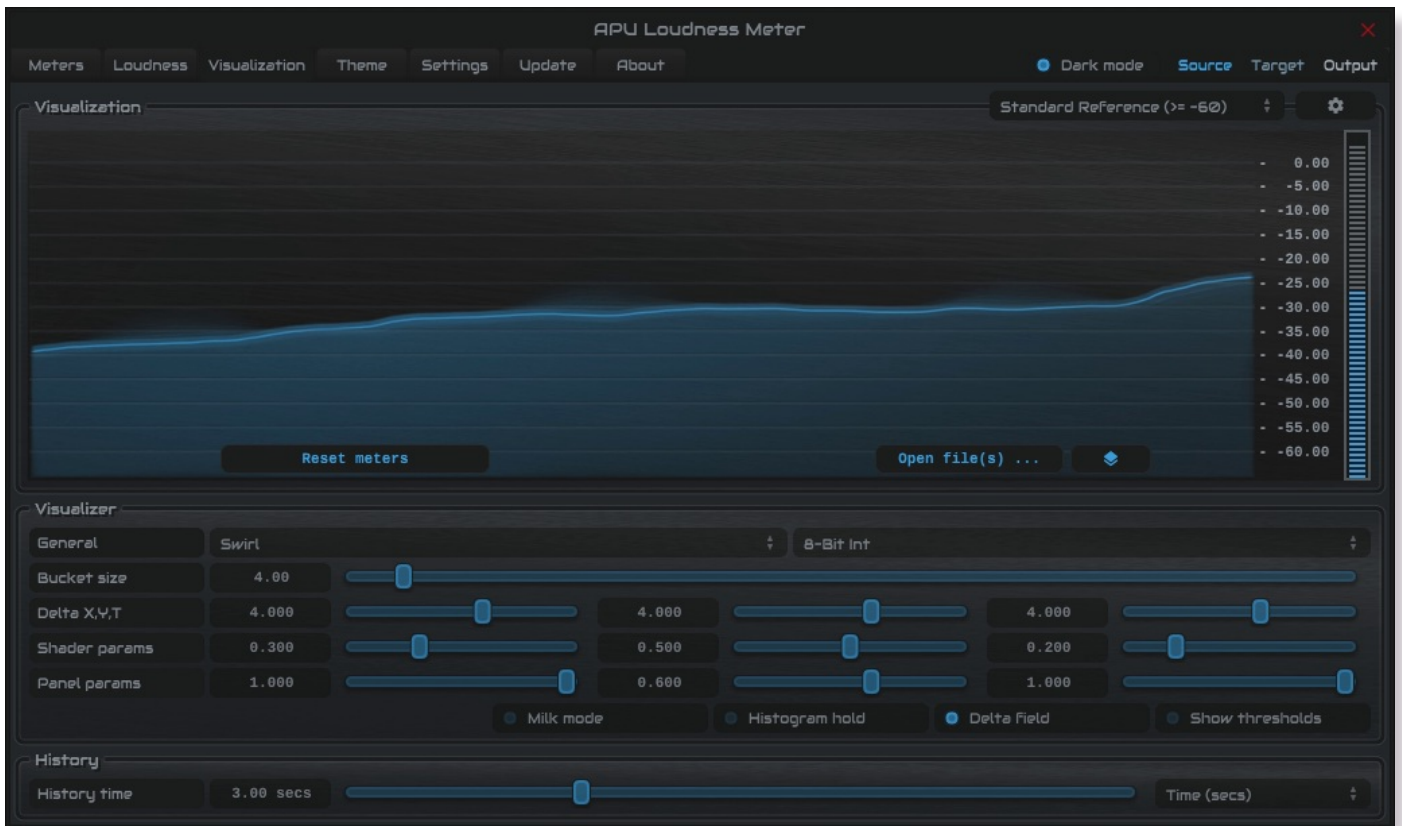 APU Loudness Meter
Meters Loudness Visualization Theme Settings Update About Dark mode Source Target Output
Visualization Standard Reference (>= -60)
- 0.00
- -5.00
- -10.00
- -15.00
- -20.00
- -25.00
- -30.00
- -35.00
- -40.00
- -45.00
- -50.00
- -55.00
- -60.00
Reset meters Open file(s) ...
Visualizer
General Swirl 8-Bit Int
Bucket size 4.00
Delta X,Y,T 4.000 4.000 4.000
Shader params 0.300 0.500 0.200
Panel params 1.000 0.600 1.000
Milk mode Histogram hold Delta Field Show thresholds
History
History time 3.00 secs Time (secs)